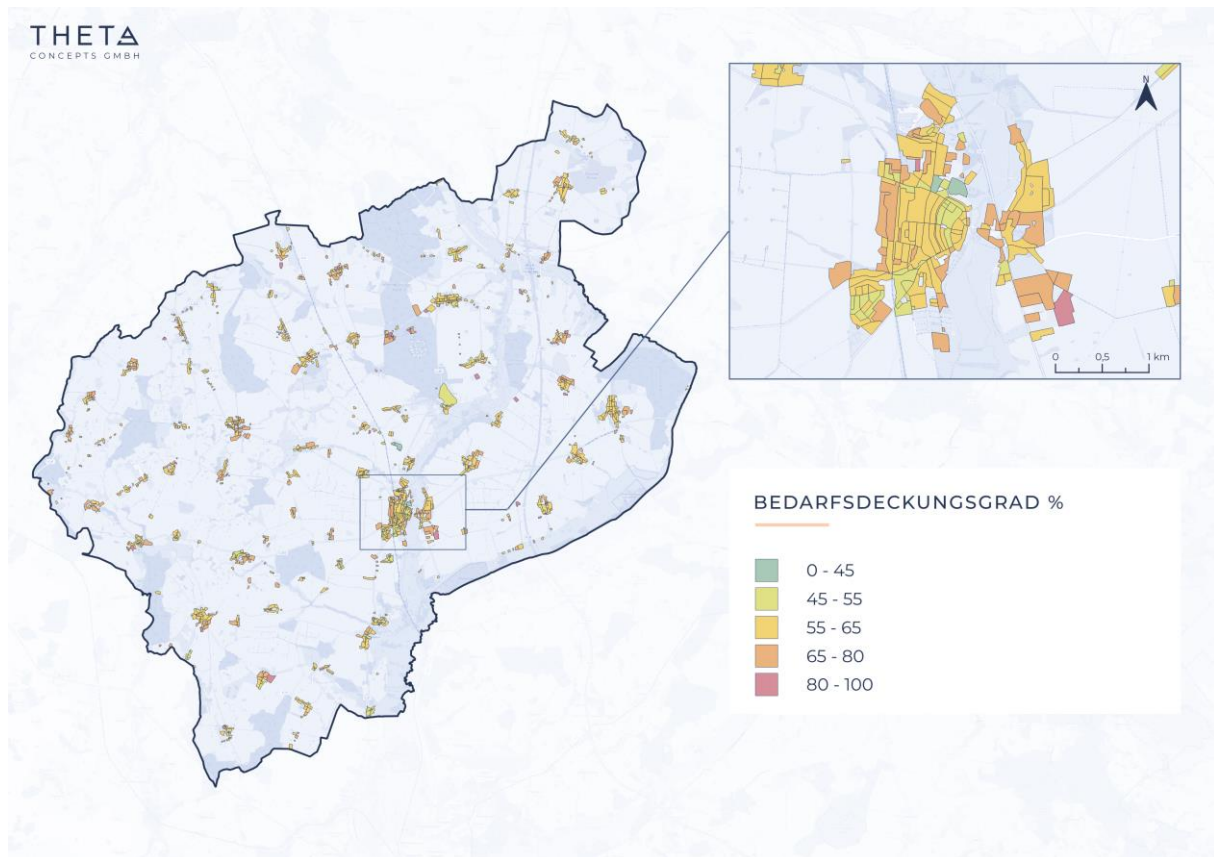 THETA
CONCEPTS GMBH
N
0 0,5 1 km
BEDARFSDECKUNGSGRAD %
0 - 45
45 - 55
55 - 65
65 - 80
80 - 100